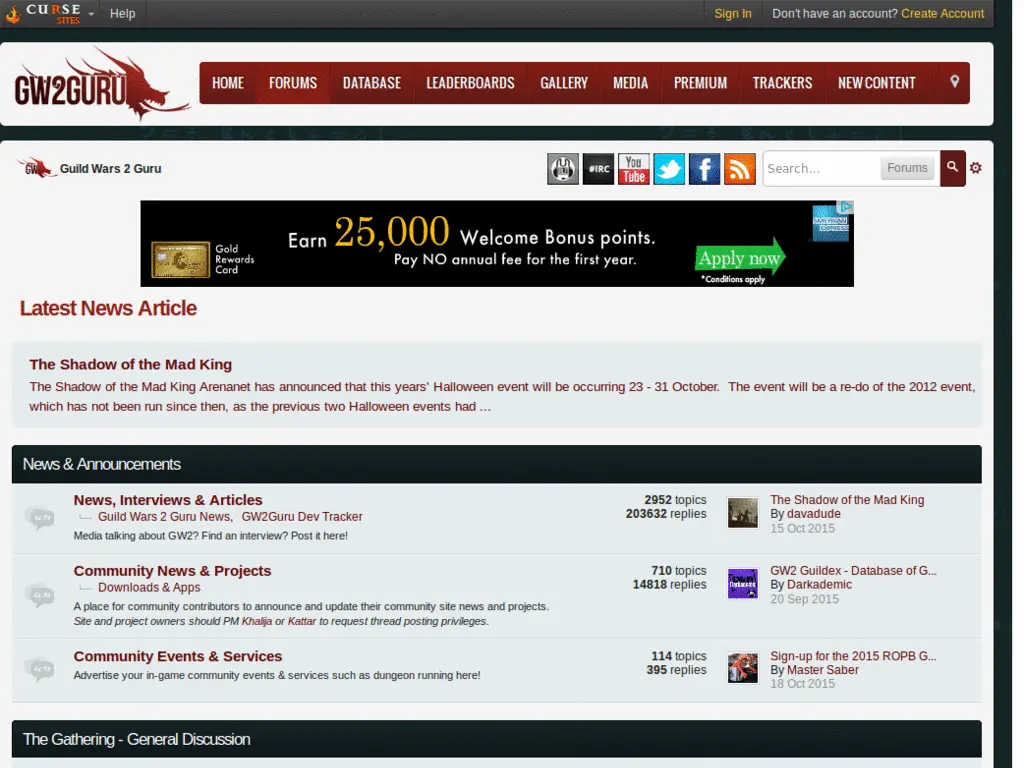 CURSE
SITES
Help
Sign In
Don't have an account? Create Account
GW2GURU
HOME
FORUMS
DATABASE
LEADERBOARDS
GALLERY
MEDIA
PREMIUM
TRACKERS
NEW CONTENT
Guild Wars 2 Guru
#IRC
You
Tube
Search...
Forums
Gold
Rewards
Card
Earn 25,000 Welcome Bonus points.
Pay NO annual fee for the first year.
AMERICAN
EXPRESS
Apply now
*Conditions apply
Latest News Article
The Shadow of the Mad King
The Shadow of the Mad King Arenanet has announced that this years' Halloween event will be occurring 23 - 31 October.  The event will be a re-do of the 2012 event,
which has not been run since then, as the previous two Halloween events had ...
News & Announcements
News, Interviews & Articles
Guild Wars 2 Guru News, GW2Guru Dev Tracker
Media talking about GW2? Find an interview? Post it here!
2952 topics
203632 replies
The Shadow of the Mad King
By davadude
15 Oct 2015
Community News & Projects
Downloads & Apps
A place for community contributors to announce and update their community site news and projects.
Site and project owners should PM Khalija or Kattar to request thread posting privileges.
710 topics
14818 replies
GW2 Guildex - Database of G...
By Darkademic
20 Sep 2015
Community Events & Services
Advertise your in-game community events & services such as dungeon running here!
114 topics
395 replies
Sign-up for the 2015 ROPB G...
By Master Saber
18 Oct 2015
The Gathering - General Discussion